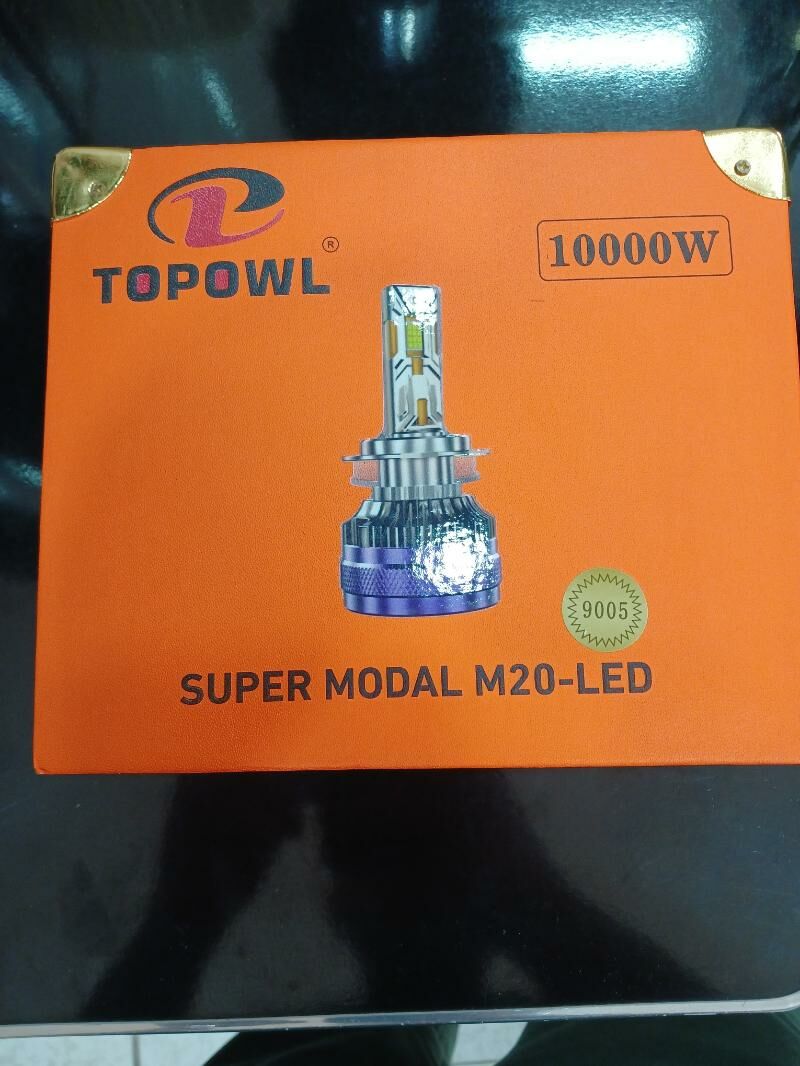 TOPOWL®
10000W
9005
SUPER MODAL M20-LED